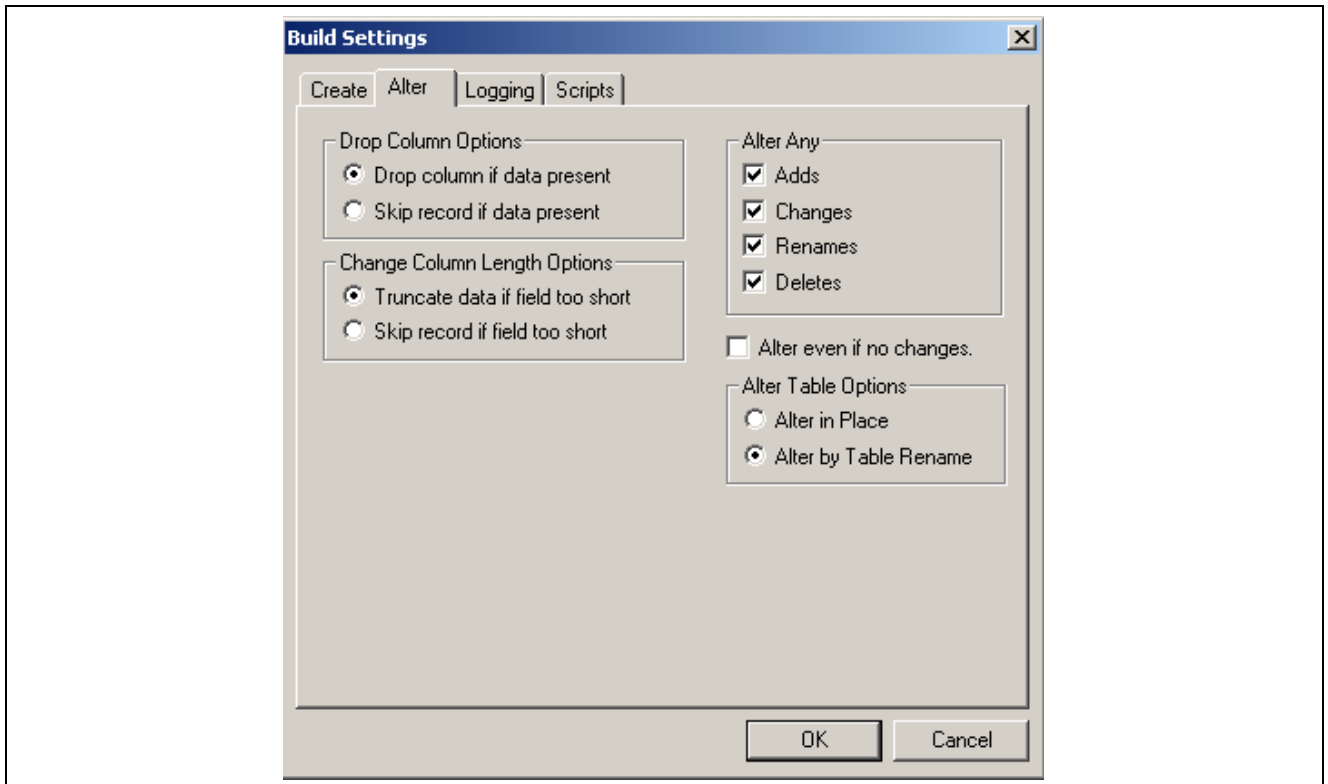 Build Settings
Create Alter Logging Scripts
Drop Column Options
Drop column if data present
Skip record if data present
Change Column Length Options
Truncate data if field too short
Skip record if field too short
Alter Any
Adds
Changes
Renames
Deletes
Alter even if no changes.
Alter Table Options
Alter in Place
Alter by Table Rename
OK Cancel